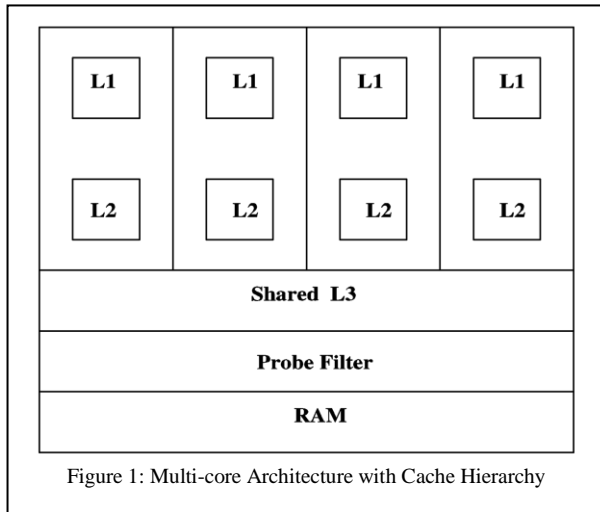 L1 L1 L1 L1
L2 L2 L2 L2
Shared L3
Probe Filter
RAM
Figure 1: Multi-core Architecture with Cache Hierarchy